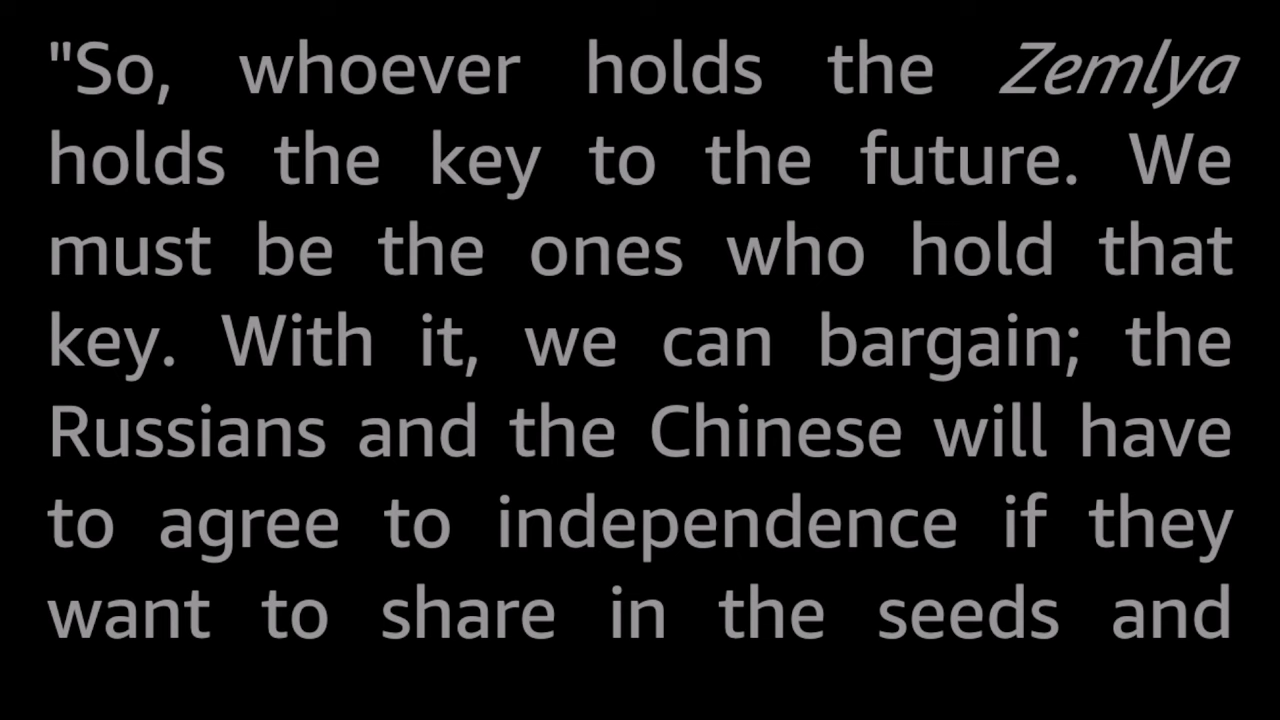 "So, whoever holds the Zemlya
holds the key to the future. We
must be the ones who hold that
key. With it, we can bargain; the
Russians and the Chinese will have
to agree to independence if they
want to share in the seeds and